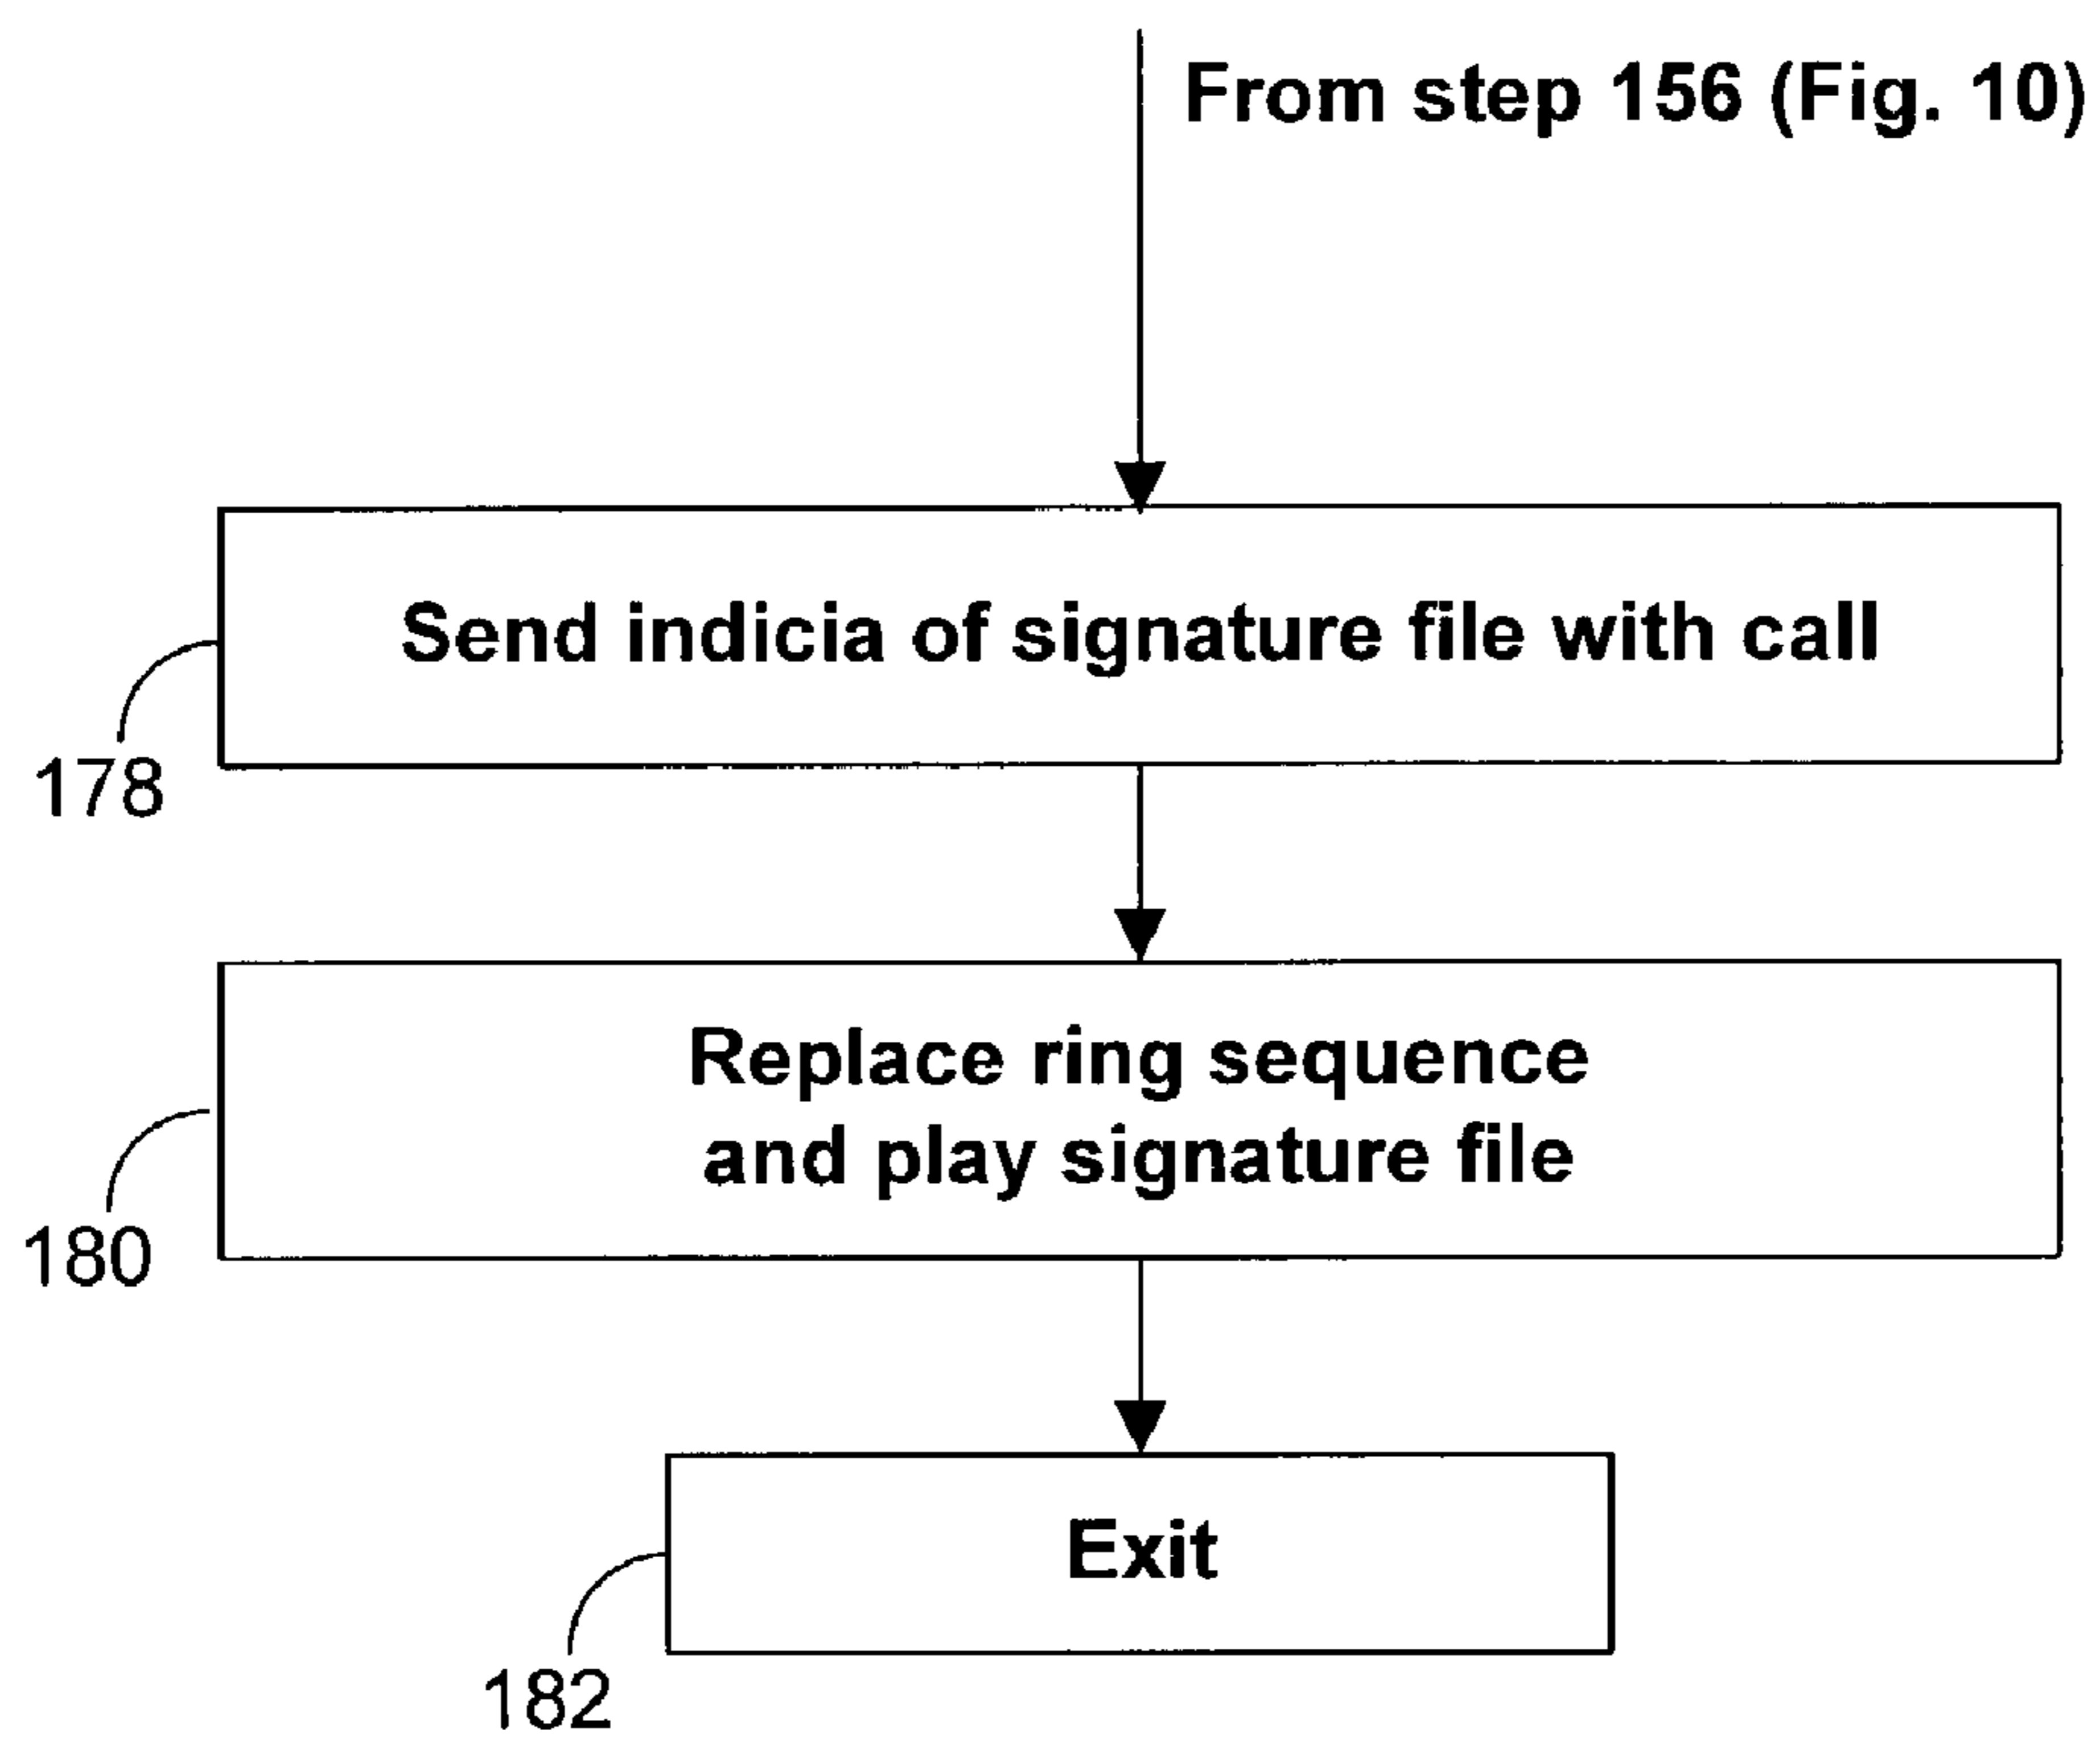 From step 156 (Fig. 10)
Send indicia of signature file with call
178
Replace ring sequence
and play signature file
180
Exit
182